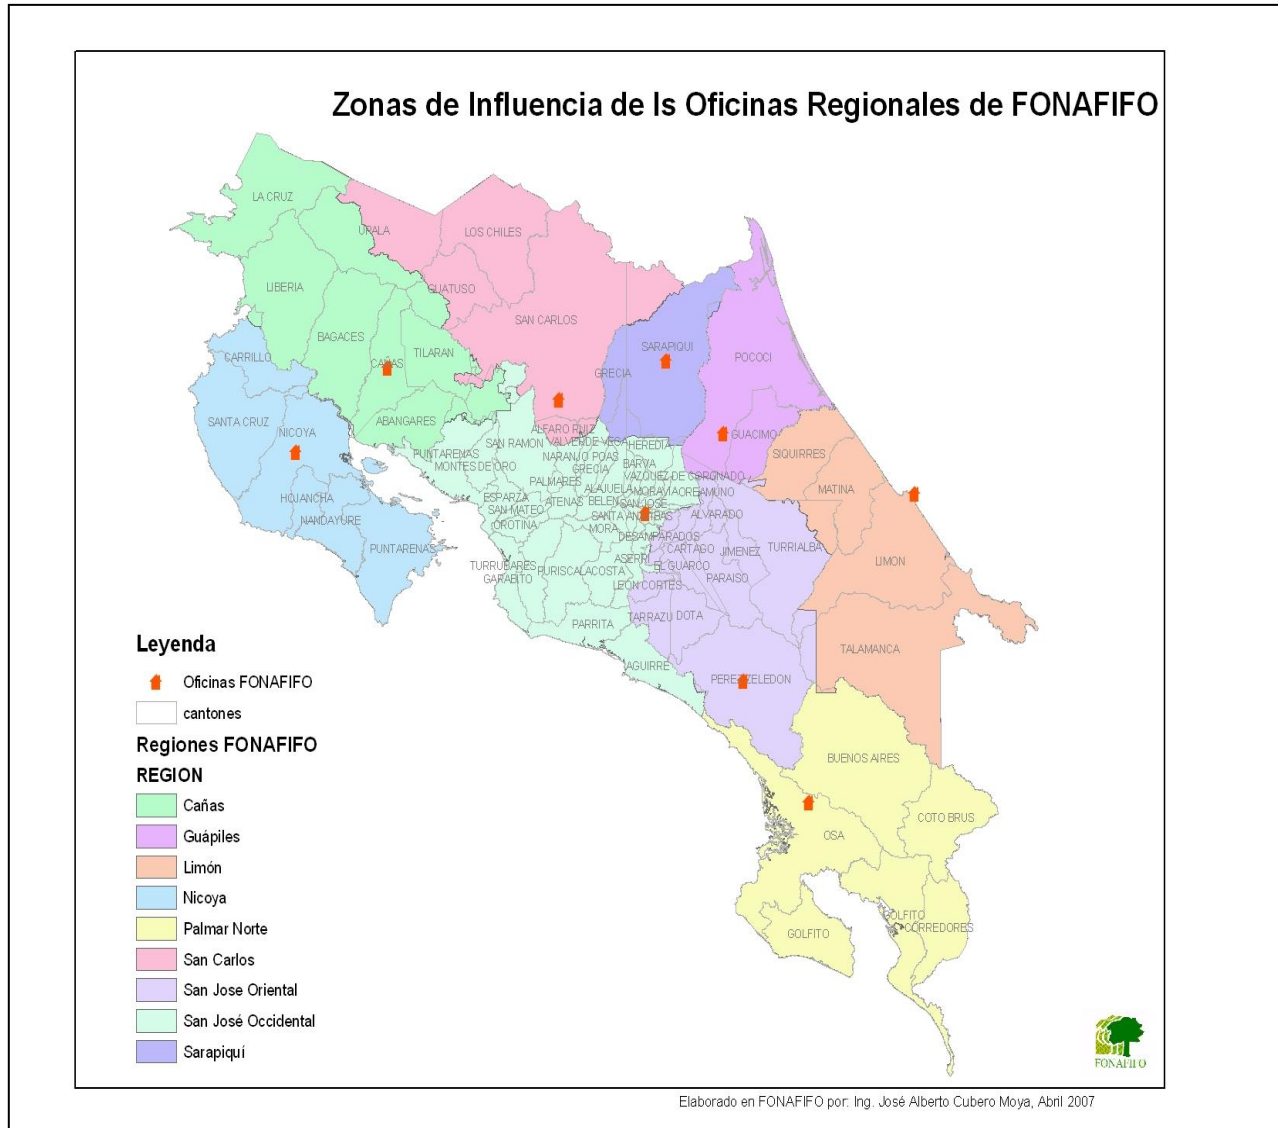 Zonas de Influencia de ls Oficinas Regionales de FONAFIFO
LA CRUZ
UPALA
LOS CHILES
LIBERIA
GUATUSO
SAN CARLOS
BAGACES
TILARAN
SARAPIQUI
POCOCI
CARRILLO
CAÑAS
GRECIA
SANTA CRUZ
NICOYA
ABANGARES
ALFARO RUIZ
GUACIMO
PUNTARENAS
SAN RAMON
VALVERDE VEGA
HEREDIA
SIQUIRRES
MONTES DE ORO
NARANJO
POAS
GRECIA
BARVA
VAZQUEZ DE CORONADO
MATINA
HOJANCHA
PALMARES
ALAJUELA
MORAVIA
OREAMUNO
ESPARZA
ATENAS
BELEN
SAN JOSE
NANDAYURE
SAN MATEO
SANTA ANA
ALVARADO
OROTINA
MORA
DESAMPARADOS
PUNTARENAS
CARTAGO
JIMENEZ
TURRIALBA
LIMON
TURRUBARES
PURISCAL
ACOSTA
ASERRI
EL GUARCO
PARAISO
GARABITO
LEON CORTES
PARRITA
TARRAZU
DOTA
TALAMANCA
AGUIRRE
PEREZ ZELEDON
BUENOS AIRES
COTO BRUS
OSA
GOLFITO
CORREDORES
GOLFITO
Leyenda
Oficinas FONAFIFO
cantones
Regiones FONAFIFO
REGION
Cañas
Guápiles
Limón
Nicoya
Palmar Norte
San Carlos
San Jose Oriental
San José Occidental
Sarapiquí
FONAFIFO
Elaborado en FONAFIFO por: Ing. José Alberto Cubero Moya, Abril 2007